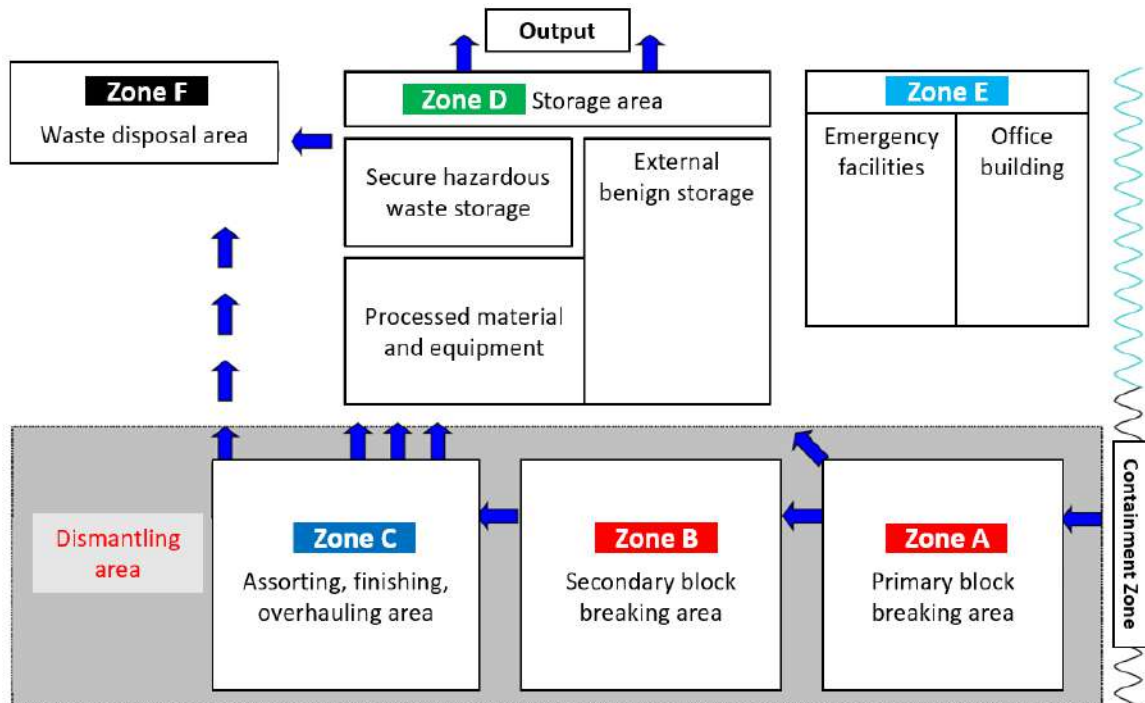 Output
Zone F
Waste disposal area
Zone D Storage area
Secure hazardous
waste storage
External
benign storage
Processed material
and equipment
Zone E
Emergency
facilities
Office
building
Dismantling
area
Zone C
Assorting, finishing,
overhauling area
Zone B
Secondary block
breaking area
Zone A
Primary block
breaking area
Containment Zone